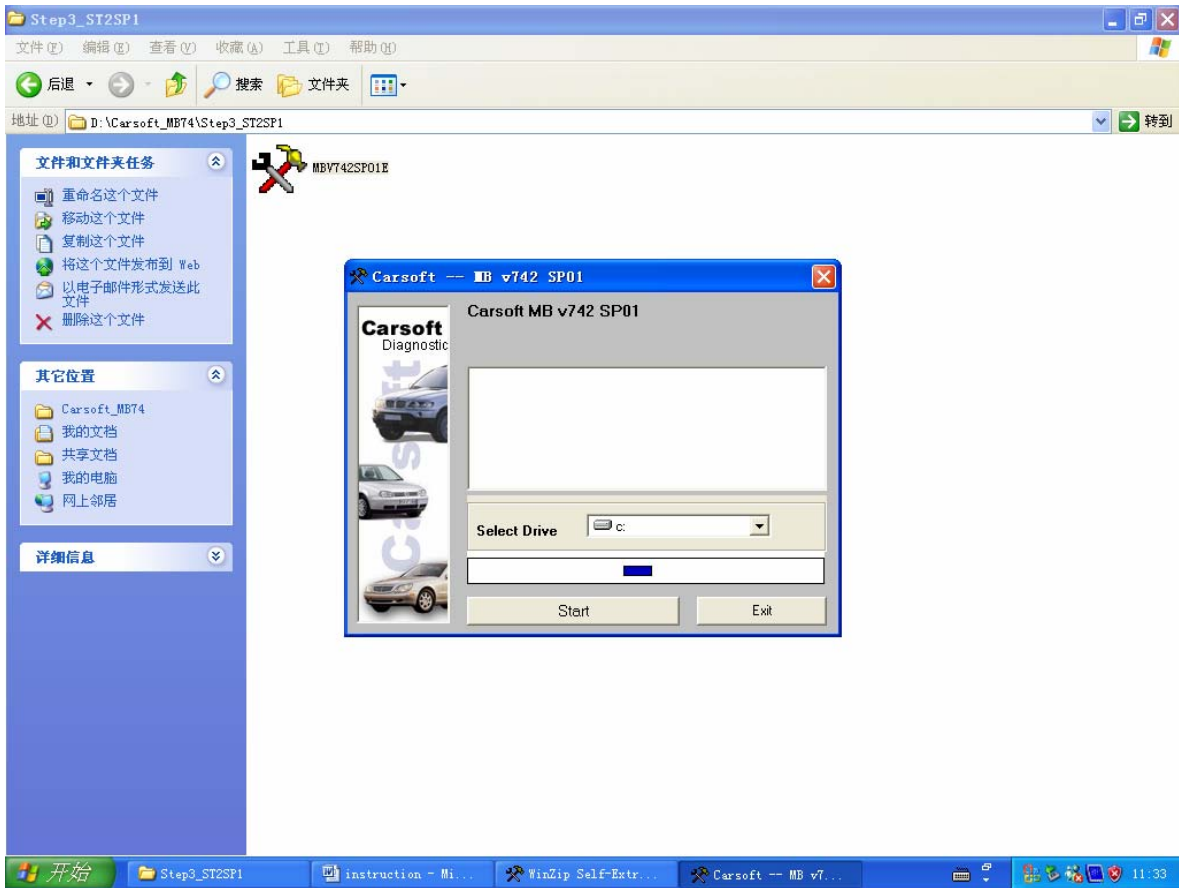 Step3_ST2SP1
文件(F) 编辑(E) 查看(V) 收藏(A) 工具(T) 帮助(H)
后退 搜索 文件夹
地址(D) D:\Carsoft_MB74\Step3_ST2SP1 转到
文件和文件夹任务
重命名这个文件
移动这个文件
复制这个文件
将这个文件发布到 Web
以电子邮件形式发送此
文件
删除这个文件
其它位置
Carsoft_MB74
我的文档
共享文档
我的电脑
网上邻居
详细信息
MBV742SP01E
Carsoft -- MB v742 SP01
Carsoft
Diagnostic
Carsoft
Carsoft MB v742 SP01
Select Drive c:
Start Exit
开始 Step3_ST2SP1 instruction - Mi... WinZip Self-Extr... Carsoft -- MB v7... 11:33